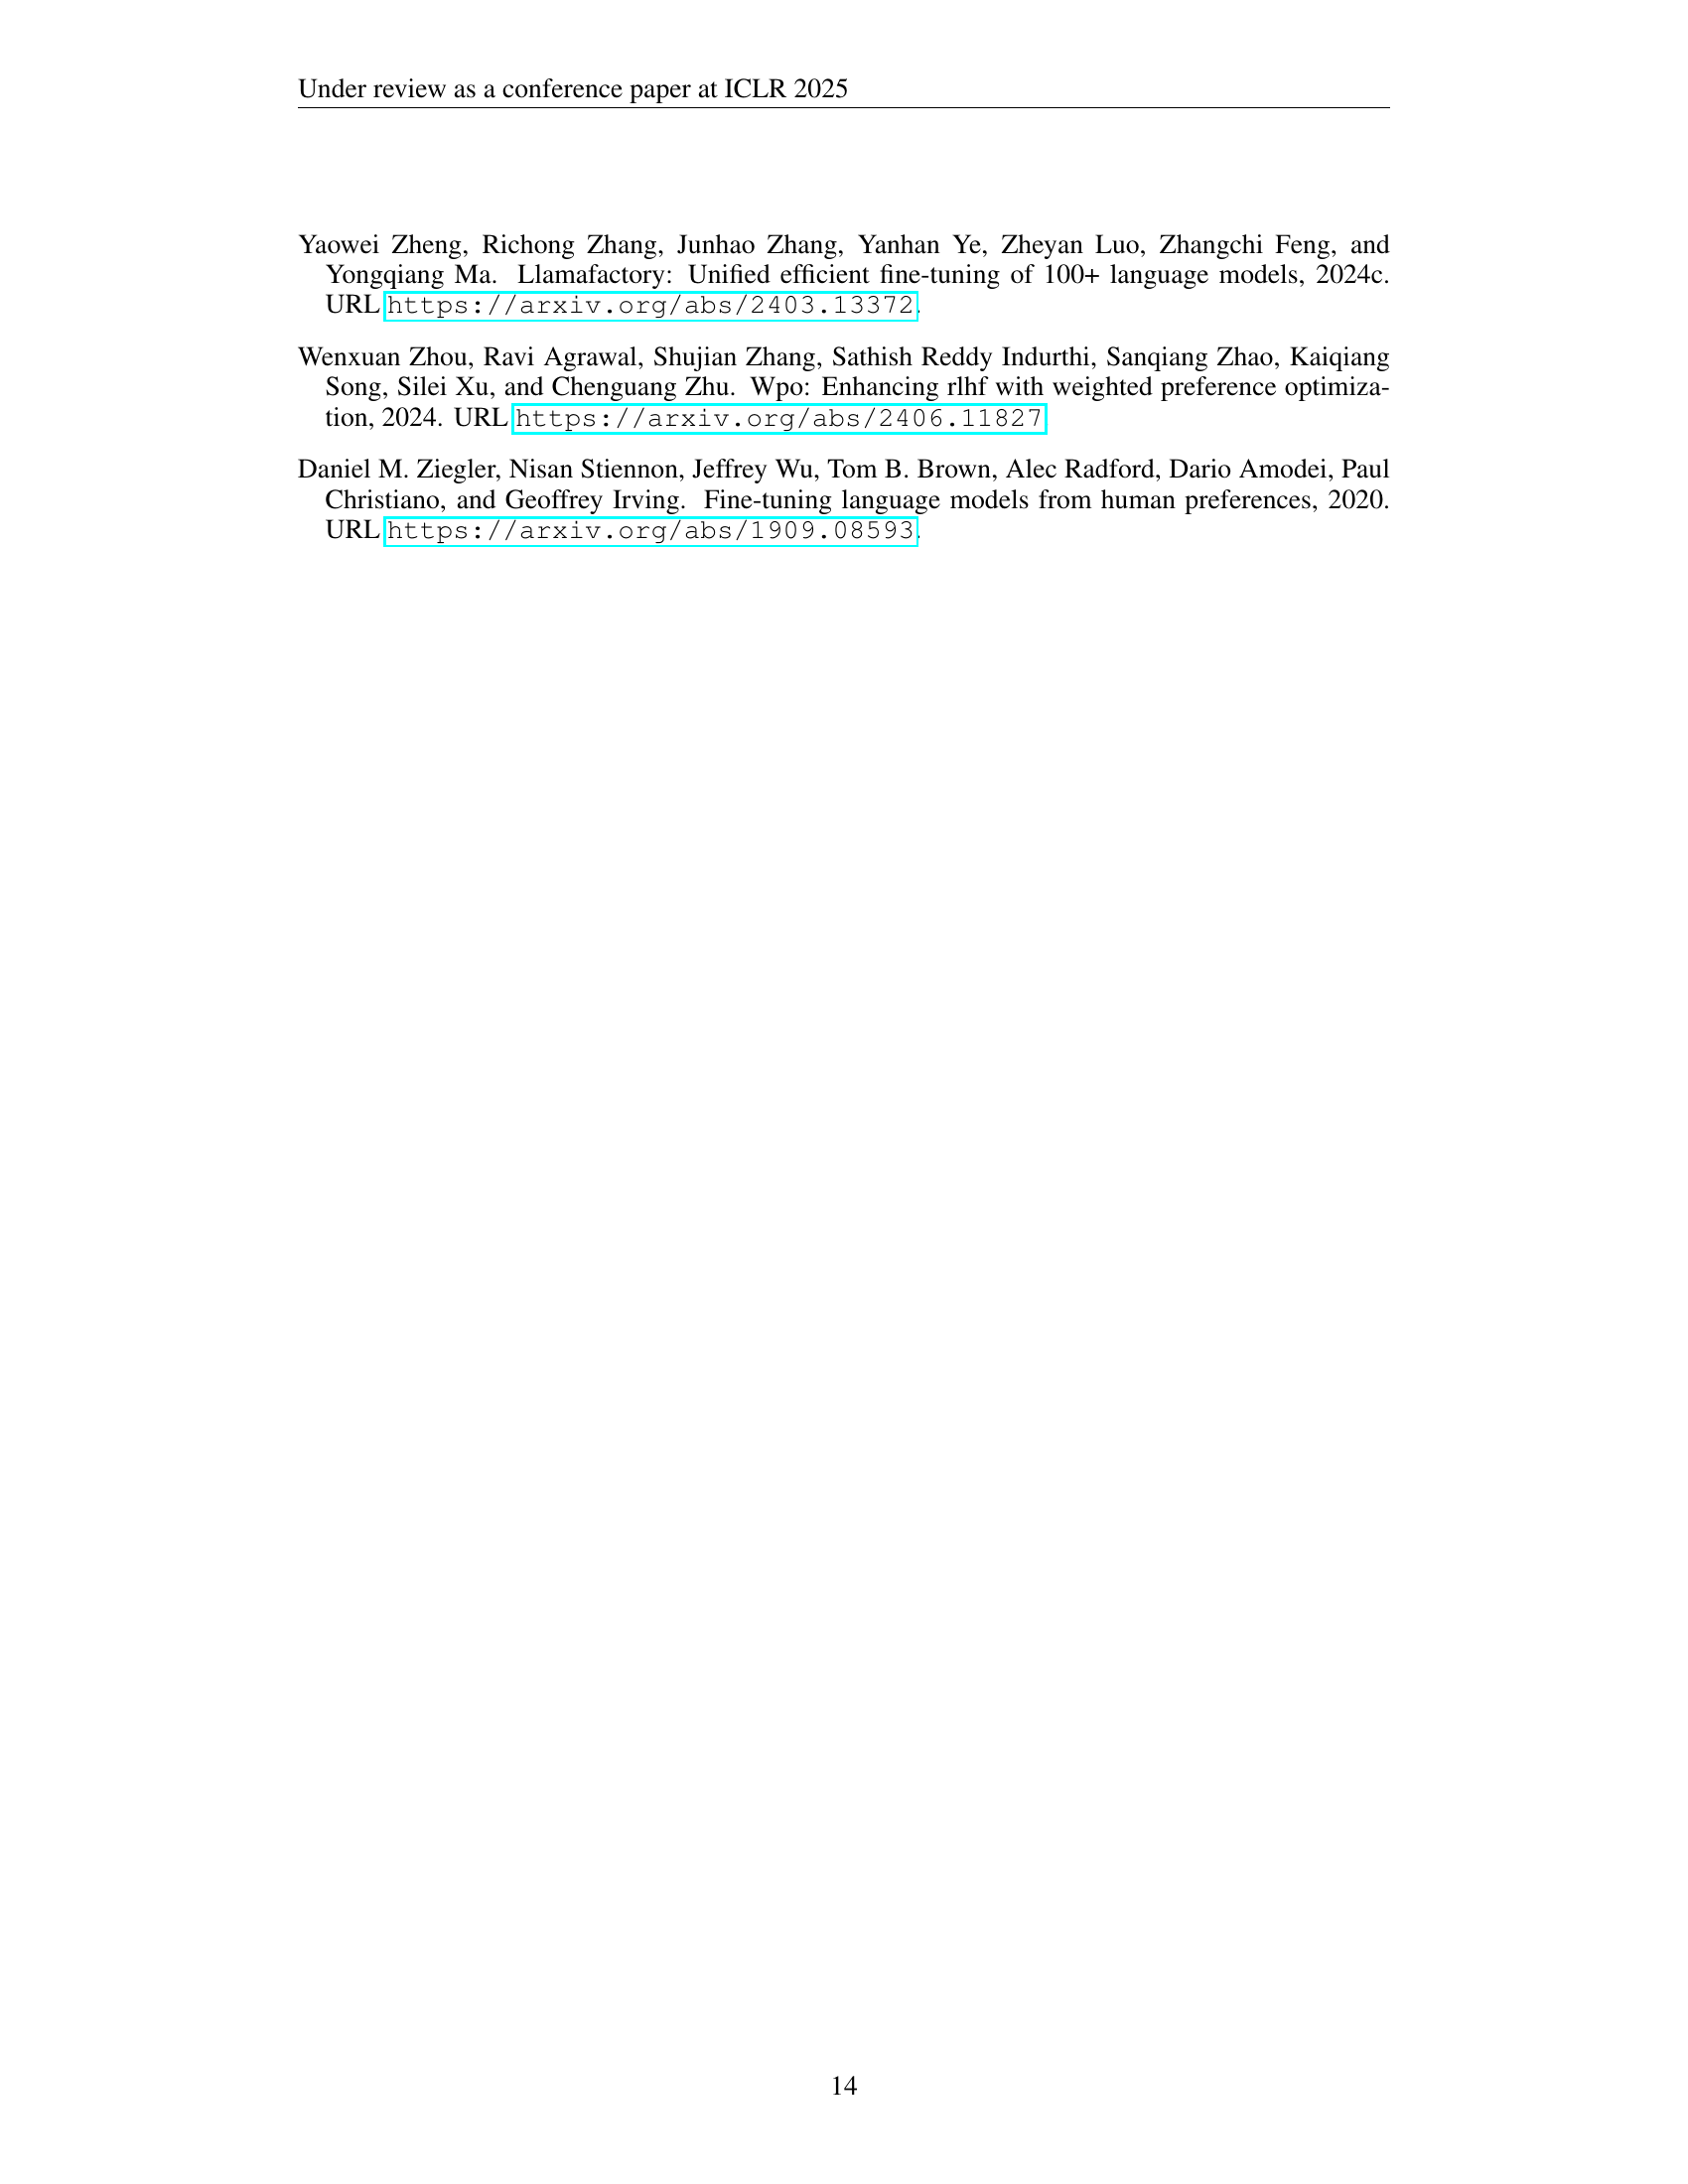 Under review as a conference paper at ICLR 2025
Yaowei Zheng, Richong Zhang, Junhao Zhang, Yanhan Ye, Zheyan Luo, Zhangchi Feng, and
Yongqiang Ma. Llamafactory: Unified efficient fine-tuning of 100+ language models, 2024c.
URL https://arxiv.org/abs/2403.13372.
Wenxuan Zhou, Ravi Agrawal, Shujian Zhang, Sathish Reddy Indurthi, Sanqiang Zhao, Kaiqiang
Song, Silei Xu, and Chenguang Zhu. Wpo: Enhancing rlhf with weighted preference optimiza-
tion, 2024. URL https://arxiv.org/abs/2406.11827
Daniel M. Ziegler, Nisan Stiennon, Jeffrey Wu, Tom B. Brown, Alec Radford, Dario Amodei, Paul
Christiano, and Geoffrey Irving. Fine-tuning language models from human preferences, 2020.
URL https://arxiv.org/abs/1909.08593.
14